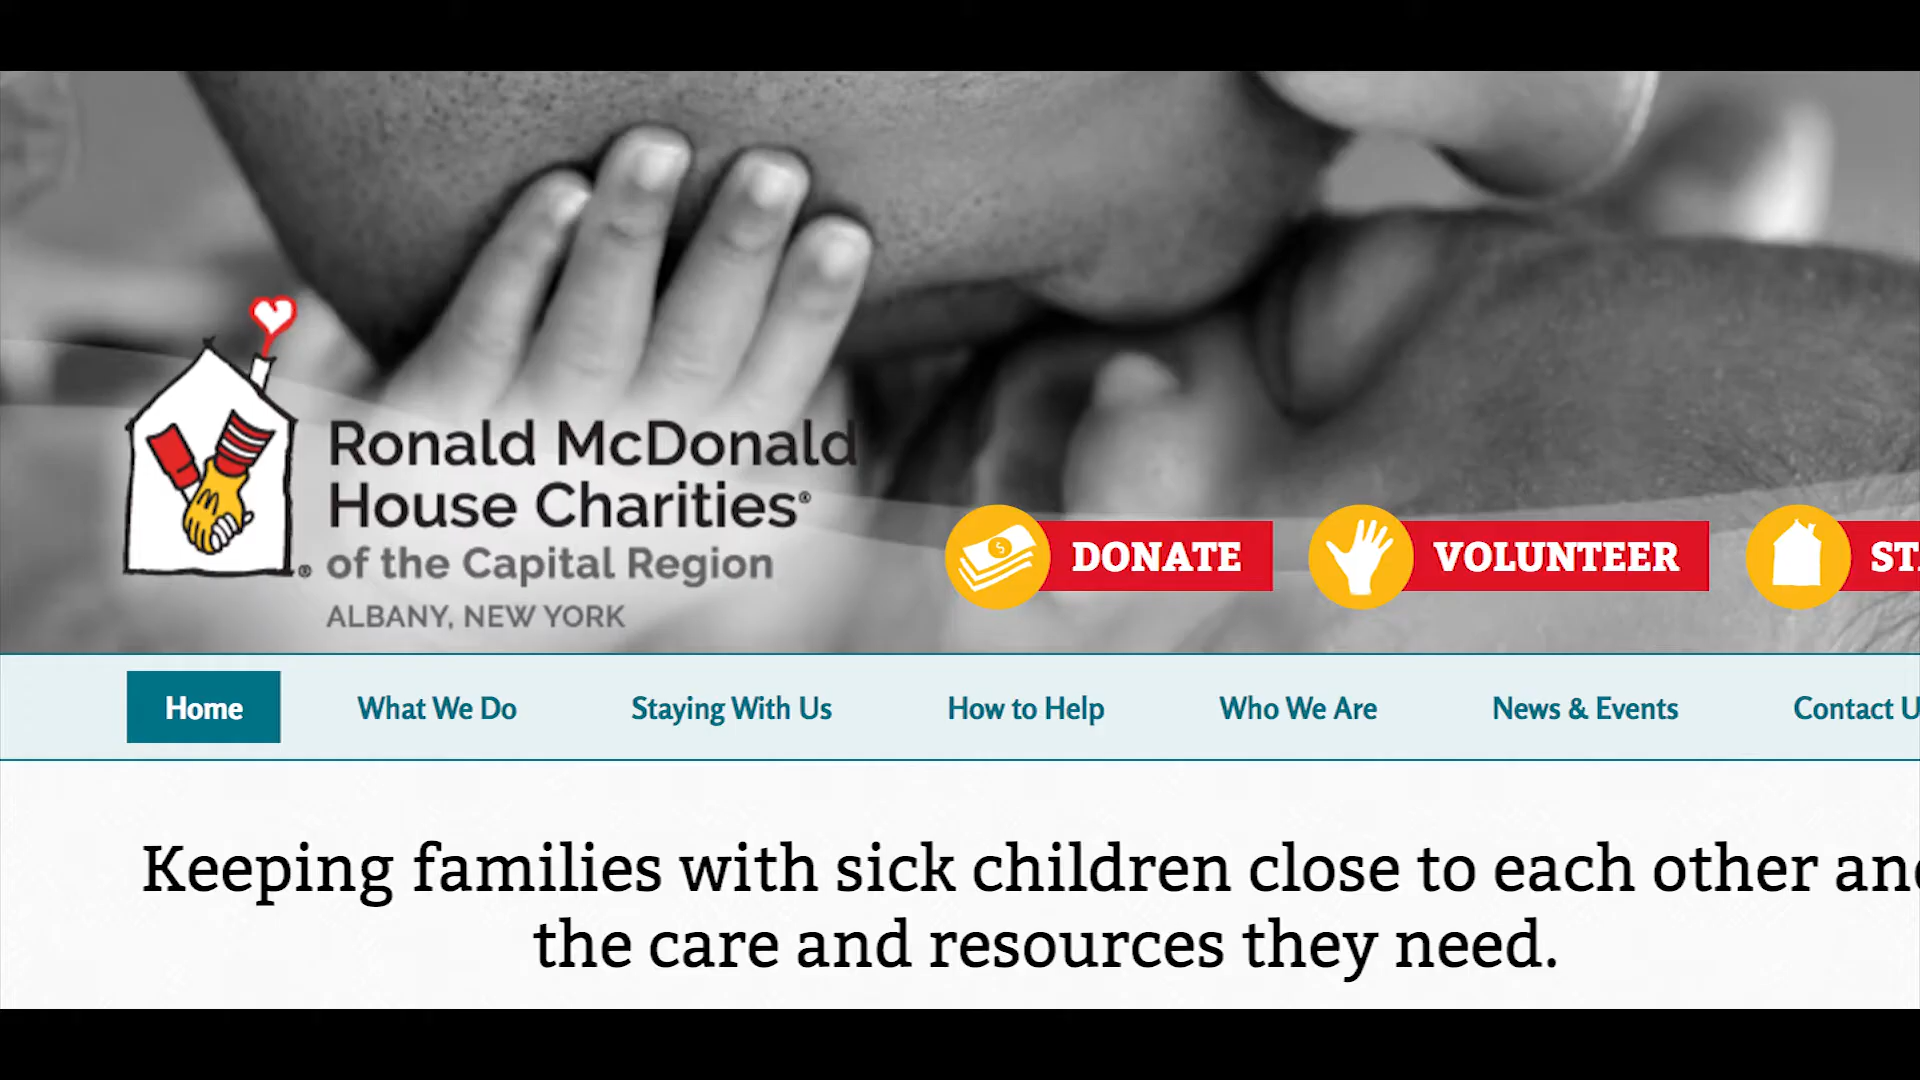 Ronald McDonald
House Charities®
of the Capital Region
ALBANY, NEW YORK
DONATE
VOLUNTEER
Home
What We Do
Staying With Us
How to Help
Who We Are
News & Events
Contact
Keeping families with sick children close to each other
the care and resources they need.